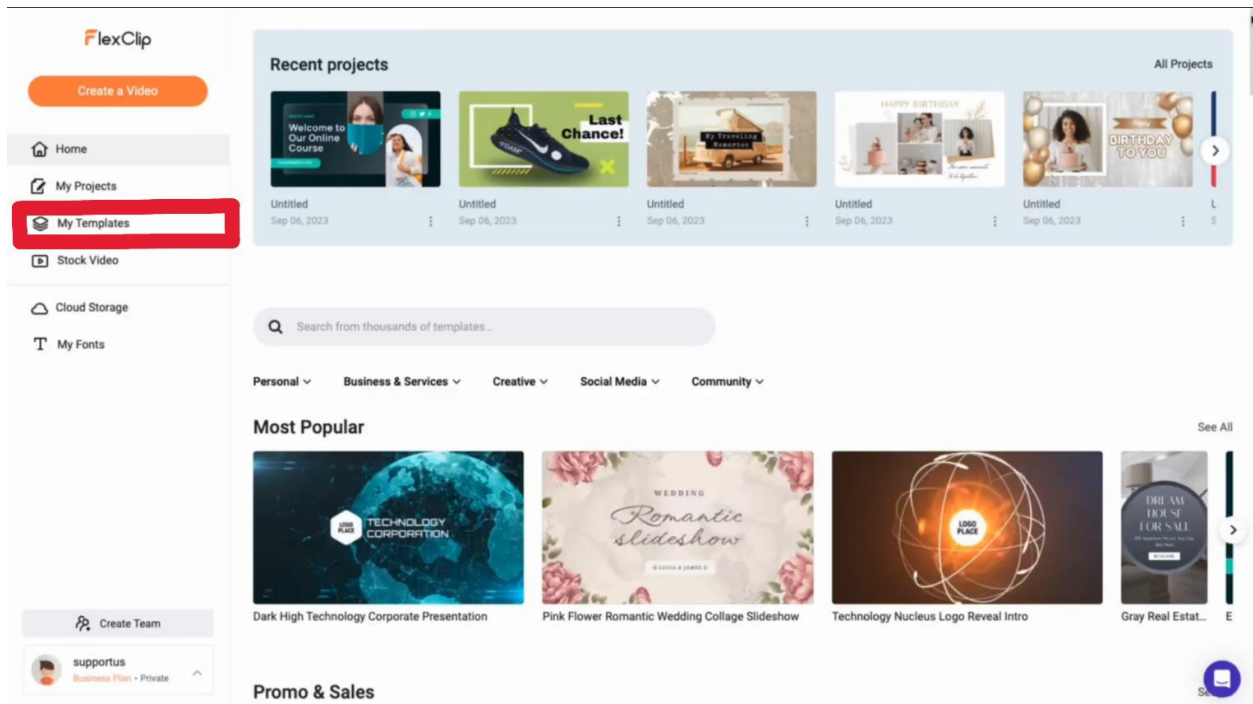 FlexClip
Create a Video
Home
My Projects
My Templates
Stock Video
Cloud Storage
My Fonts
Create Team
supportus
Business Plan • Private
Recent projects
All Projects
Welcome to
Our Online
Course
Last
Chance!
"FOAM"
My Traveling
Memories
HAPPY BIRTHDAY
BIRTHDAY
TO YOU
Untitled
Sep 06, 2023
Untitled
Sep 06, 2023
Untitled
Sep 06, 2023
Untitled
Sep 06, 2023
Untitled
Sep 06, 2023
Search from thousands of templates...
Personal
Business & Services
Creative
Social Media
Community
Most Popular
See All
LOGO
PLACE
TECHNOLOGY
CORPORATION
WEDDING
Romantic
slideshow
LOGO
PLACE
DREAM
HOUSE
FOR SALE
Dark High Technology Corporate Presentation
Pink Flower Romantic Wedding Collage Slideshow
Technology Nucleus Logo Reveal Intro
Gray Real Estat...
E
Promo & Sales